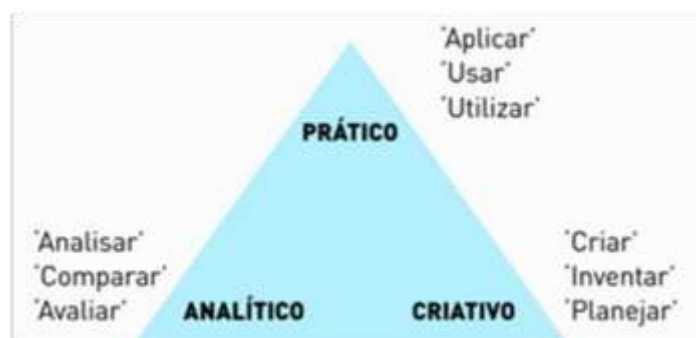 'Aplicar'
'Usar'
'Utilizar'
PRÁTICO
'Analisar'
'Comparar'
'Avaliar'
ANALÍTICO
CRIATIVO
'Criar'
'Inventar'
'Planejar'